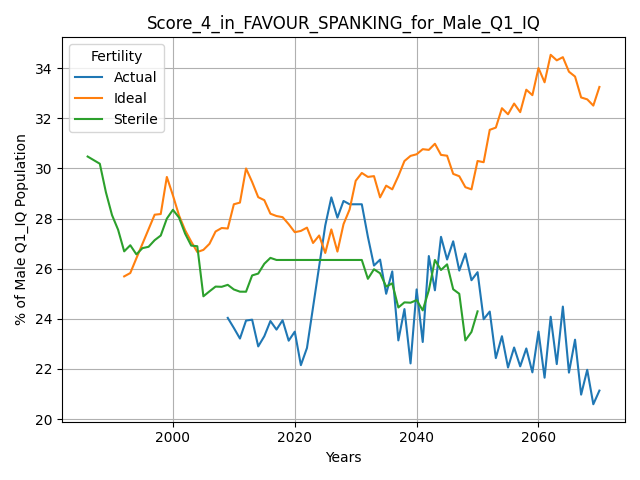 Score_4_in_FAVOUR_SPANKING_for_Male_Q1_IQ
Fertility
Actual
Ideal
Sterile
% of Male Q1_IQ Population
34
32
30
28
26
24
22
20
2000
2020
2040
2060
Years